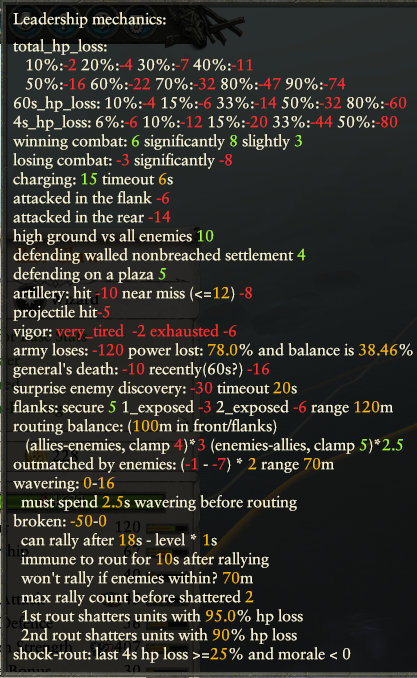 Leadership mechanics:
total_hp_loss:
10%:-2 20%:-4 30%:-7 40%:-11
50%:-16 60%:-22 70%:-32 80%:-47 90%:-74
60s_hp_loss: 10%:-4 15%:-6 33%:-14 50%:-32 80%:-60
4s_hp_loss: 6%:-6 10%:-12 15%:-20 33%:-44 50%:-80
winning combat: 6 significantly 8 slightly 3
losing combat: -3 significantly -8
charging: 15 timeout 6s
attacked in the flank -6
attacked in the rear -14
high ground vs all enemies 10
defending walled nonbreached settlement 4
defending on a plaza 5
artillery: hit -10 near miss (<=12) -8
projectile hit-5
vigor: very_tired -2 exhausted -6
army loses: -120 power lost: 78.0% and balance is 38.46%
general's death: -10 recently(60s?) -16
surprise enemy discovery: -30 timeout 20s
flanks: secure 5 1_exposed -3 2_exposed -6 range 120m
routing balance: (100m in front/flanks)
(allies-enemies, clamp 4)*3 (enemies-allies, clamp 5)*2.5
outmatched by enemies: (-1 - -7) * 2 range 70m
wavering: 0-16
must spend 2.5s wavering before routing
broken: -50-0
can rally after 18s - level * 1s
immune to rout for 10s after rallying
won't rally if enemies within? 70m
max rally count before shattered 2
1st rout shatters units with 95.0% hp loss
2nd rout shatters units with 90% hp loss
shock-rout: last 4s hp loss >=25% and morale < 0